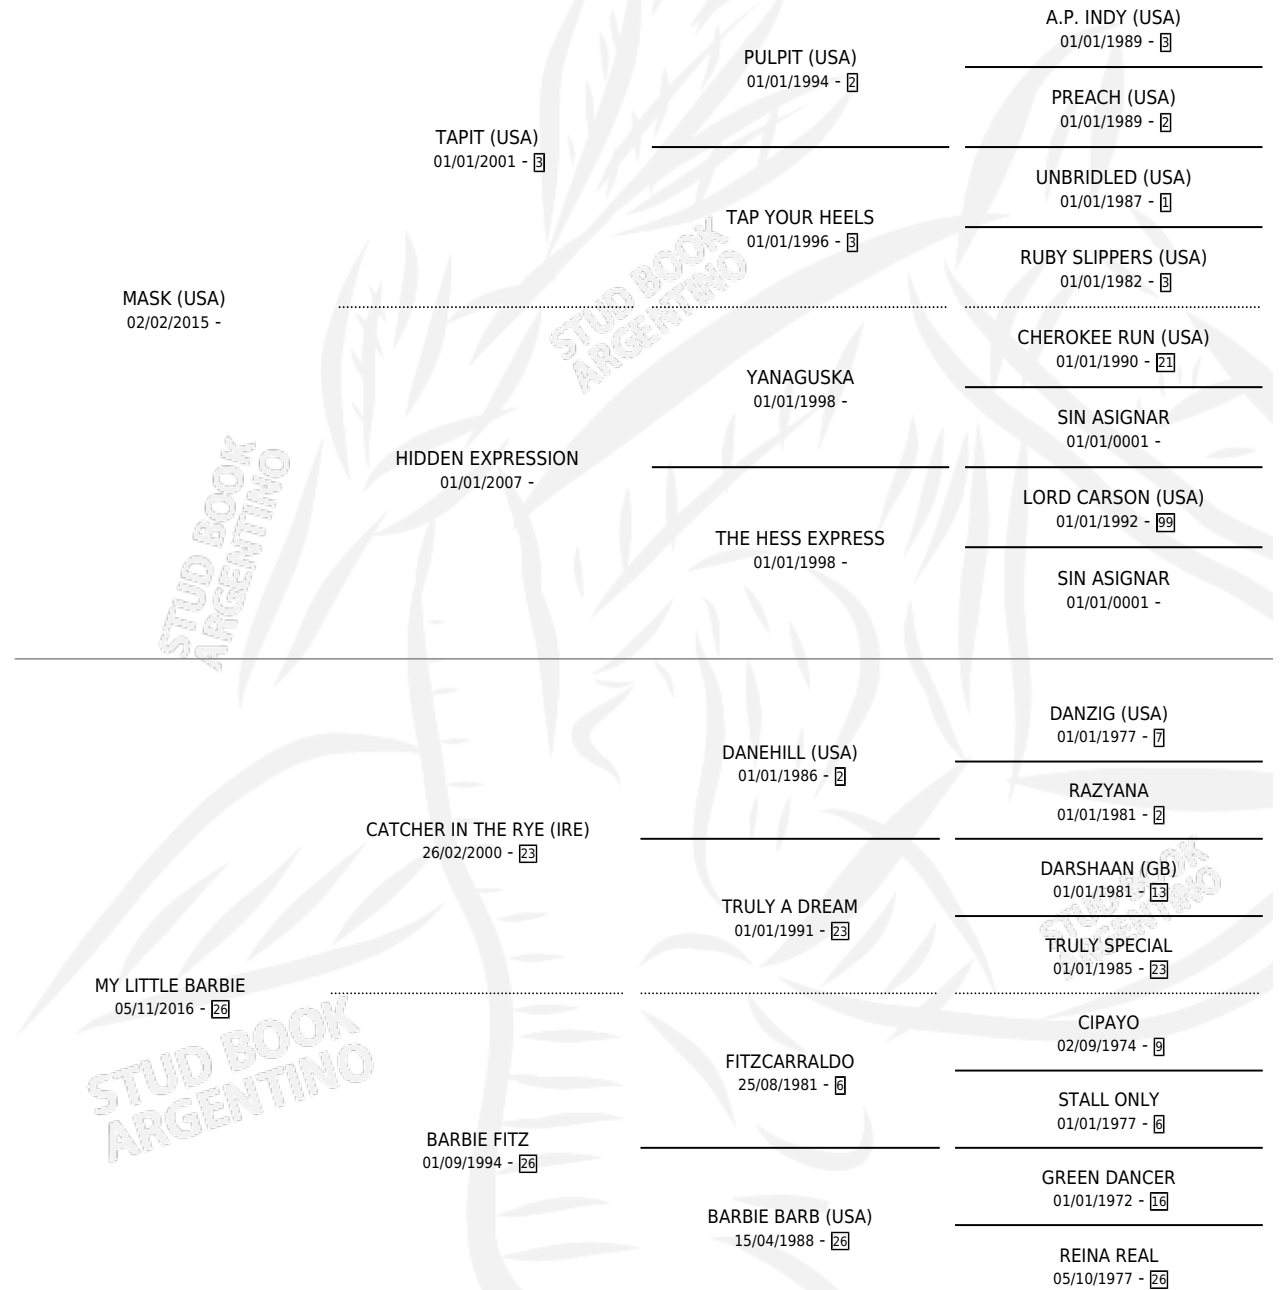 A.P. INDY (USA)
01/01/1989 - 3
PULPIT (USA)
01/01/1994 - 2
PREACH (USA)
01/01/1989 - 2
TAPIT (USA)
01/01/2001 - 3
UNBRIDLED (USA)
01/01/1987 - 1
TAP YOUR HEELS
01/01/1996 - 3
RUBY SLIPPERS (USA)
01/01/1982 - 3
MASK (USA)
02/02/2015 -
CHEROKEE RUN (USA)
01/01/1990 - 21
YANAGUSKA
01/01/1998 -
SIN ASIGNAR
01/01/0001 -
HIDDEN EXPRESSION
01/01/2007 -
LORD CARSON (USA)
01/01/1992 - 99
THE HESS EXPRESS
01/01/1998 -
SIN ASIGNAR
01/01/0001 -
DANZIG (USA)
01/01/1977 - 7
DANEHILL (USA)
01/01/1986 - 2
RAZYANA
01/01/1981 - 2
CATCHER IN THE RYE (IRE)
26/02/2000 - 23
DARSHAAN (GB)
01/01/1981 - 13
TRULY A DREAM
01/01/1991 - 23
TRULY SPECIAL
01/01/1985 - 23
MY LITTLE BARBIE
05/11/2016 - 26
CIPAYO
02/09/1974 - 9
FITZCARRALDO
25/08/1981 - 6
STALL ONLY
01/01/1977 - 6
BARBIE FITZ
01/09/1994 - 26
GREEN DANCER
01/01/1972 - 16
BARBIE BARB (USA)
15/04/1988 - 26
REINA REAL
05/10/1977 - 26
STUD BOOK
ARGENTINO
STUD BOOK
ARGENTINO
STUD BOOK
ARGENTINO
STUD BOOK
ARGENTINO